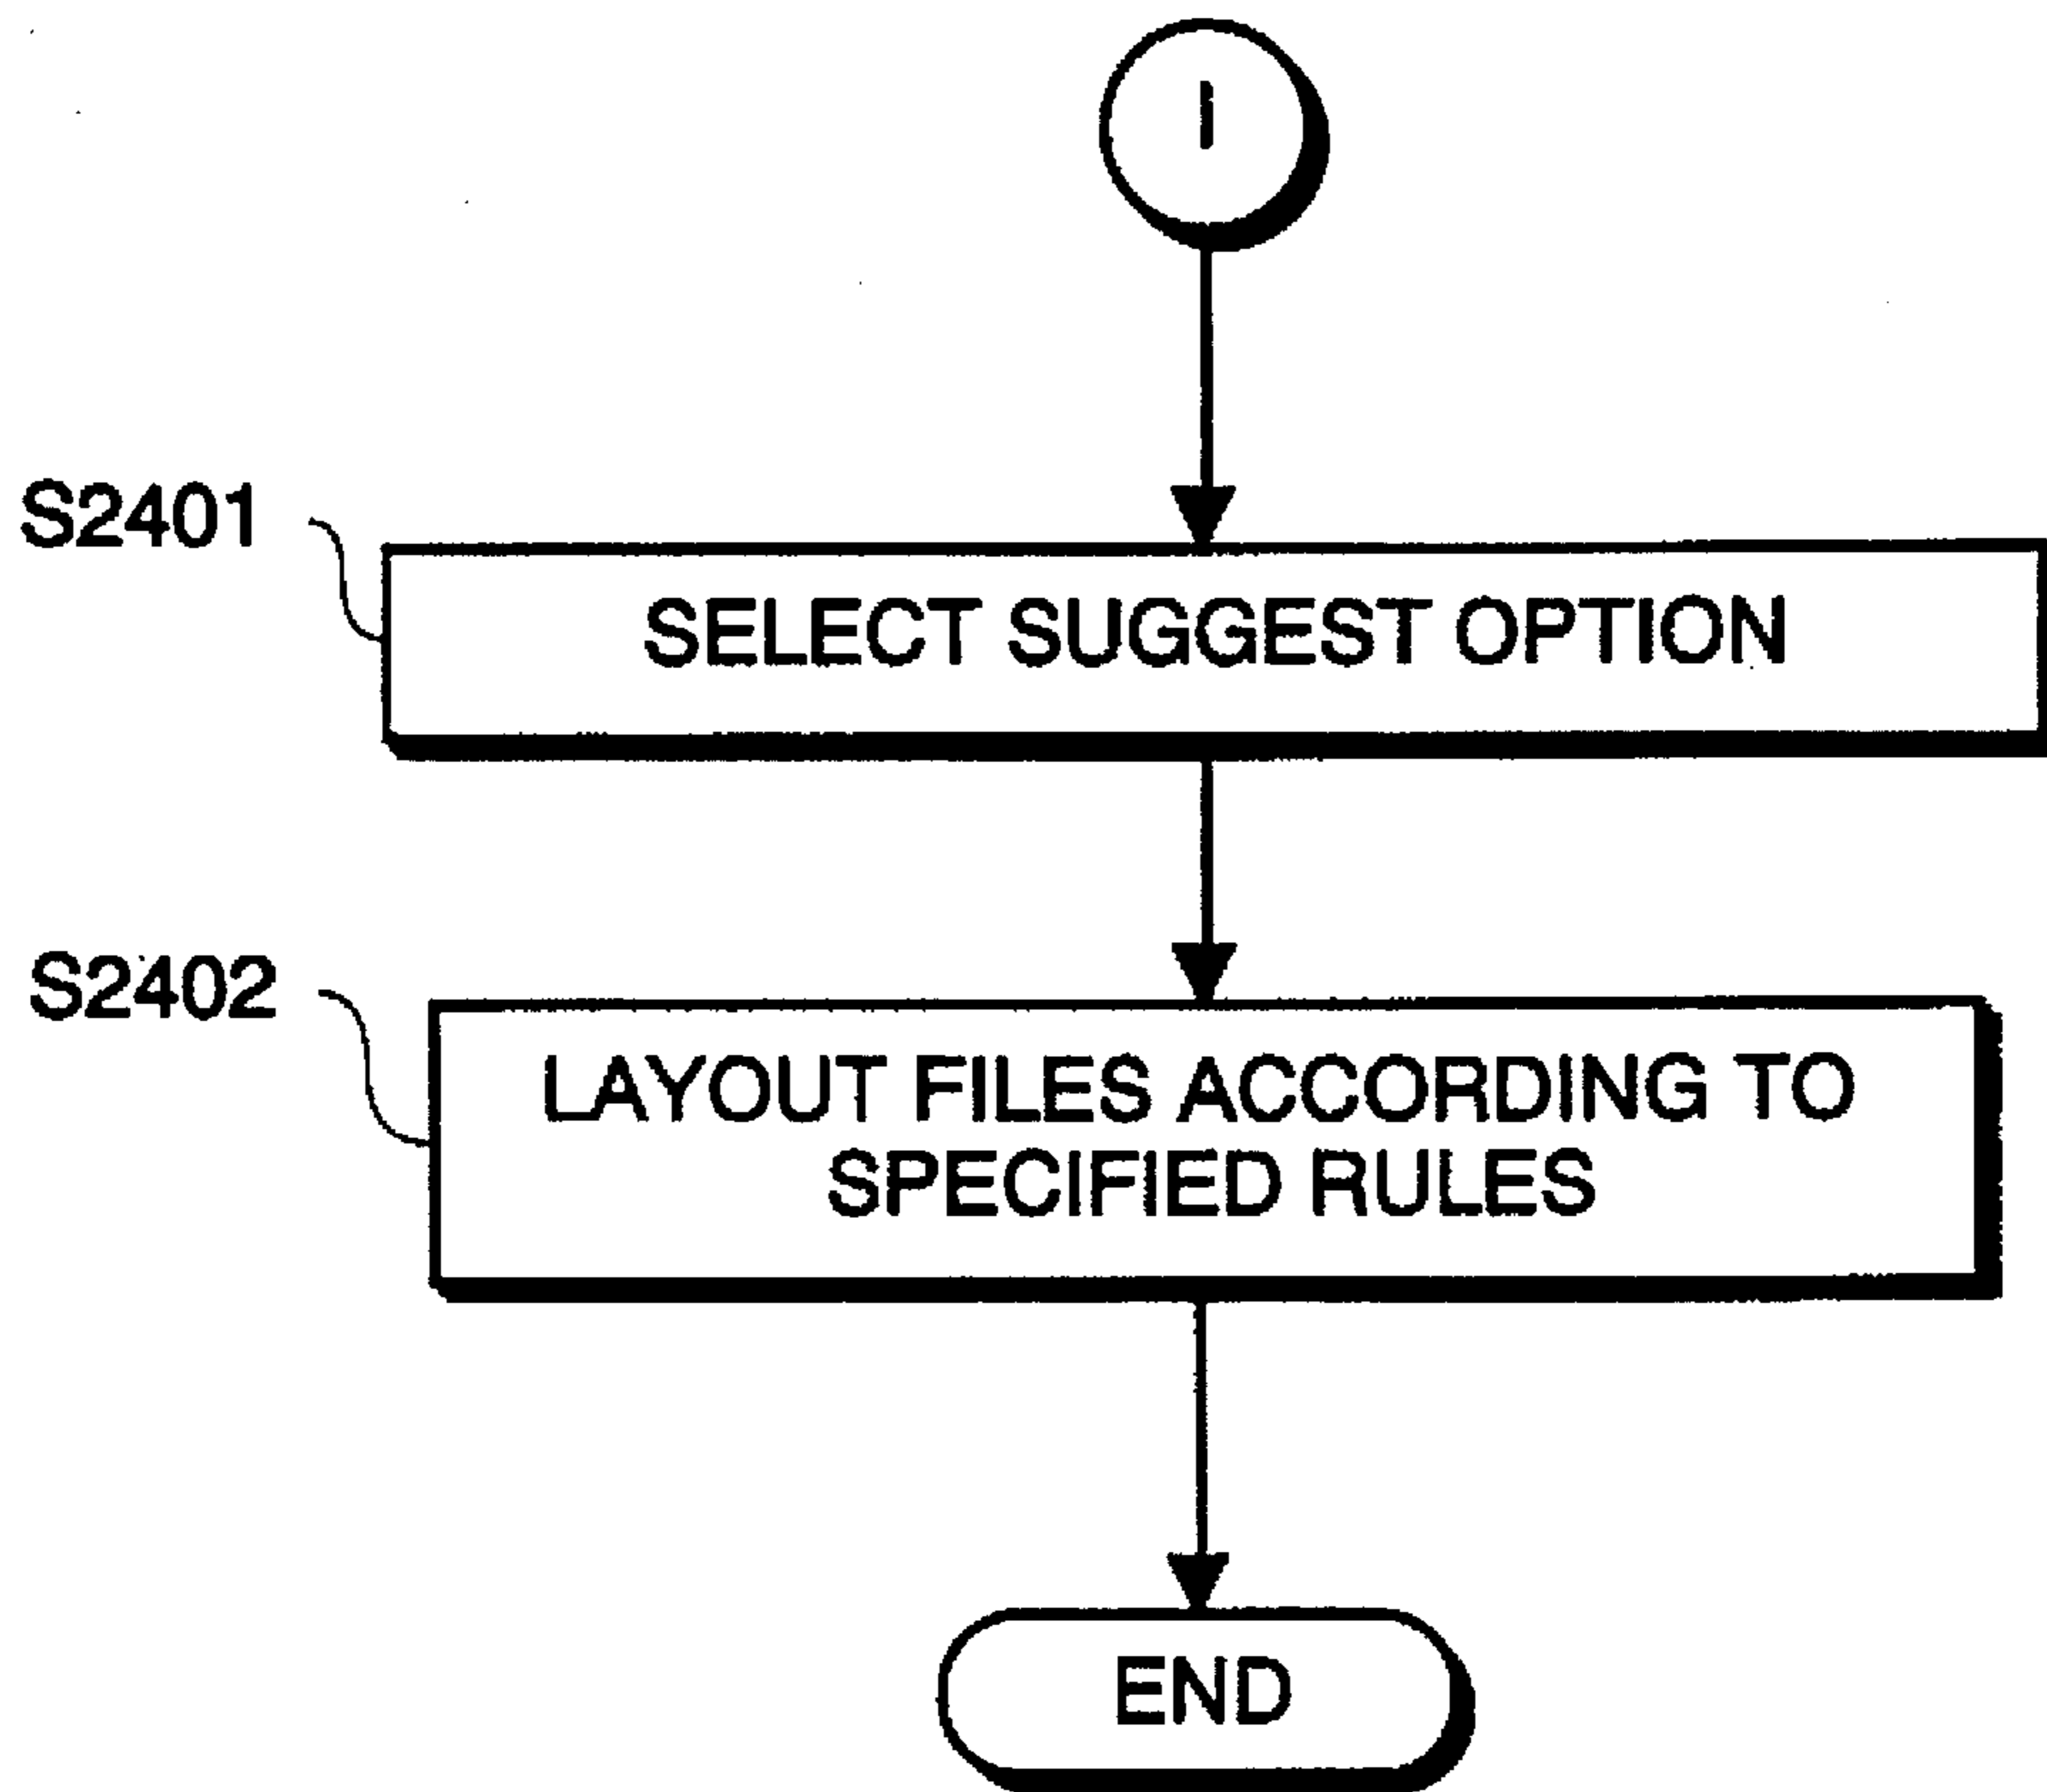 I
S2401
SELECT SUGGEST OPTION
S2402
LAYOUT FILES ACCORDING TO
SPECIFIED RULES
END